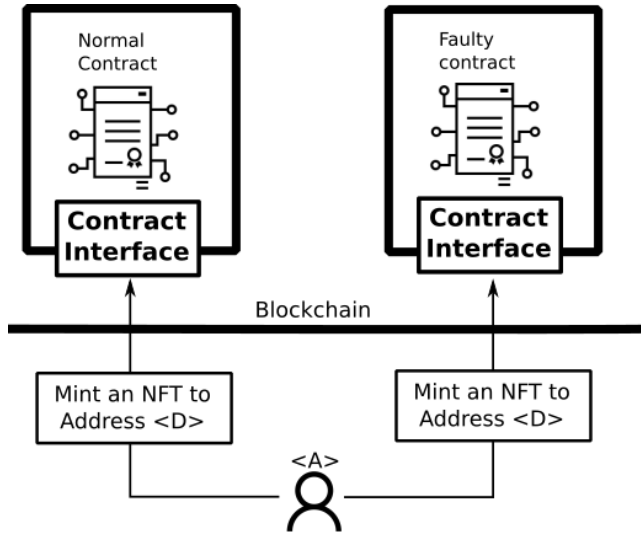 Normal
Contract
Faulty
contract
Contract
Interface
Contract
Interface
Blockchain
Mint an NFT to
Address <D>
Mint an NFT to
Address <D>
<A>